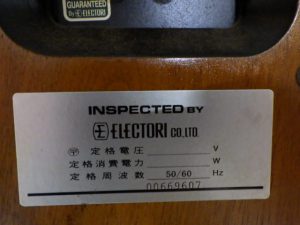 GUARANTEED
By ELECTORI
INSPECTED BY
ELECTORI CO., LTD.
〒 定格電圧 V
定格消費電力 W
定格周波数 50/60 Hz
00669607